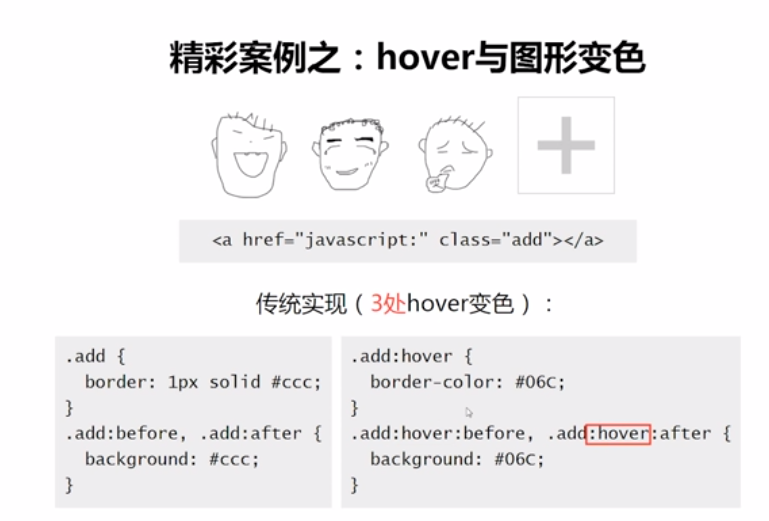 精彩案例之：hover与图形变色
<a href="javascript:" class="add"></a>
传统实现（3处hover变色）：
.add {
border: 1px solid #ccc;
}
.add:before, .add:after {
background: #ccc;
}
.add:hover {
border-color: #06C;
}
.add:hover:before, .add:hover:after {
background: #06C;
}